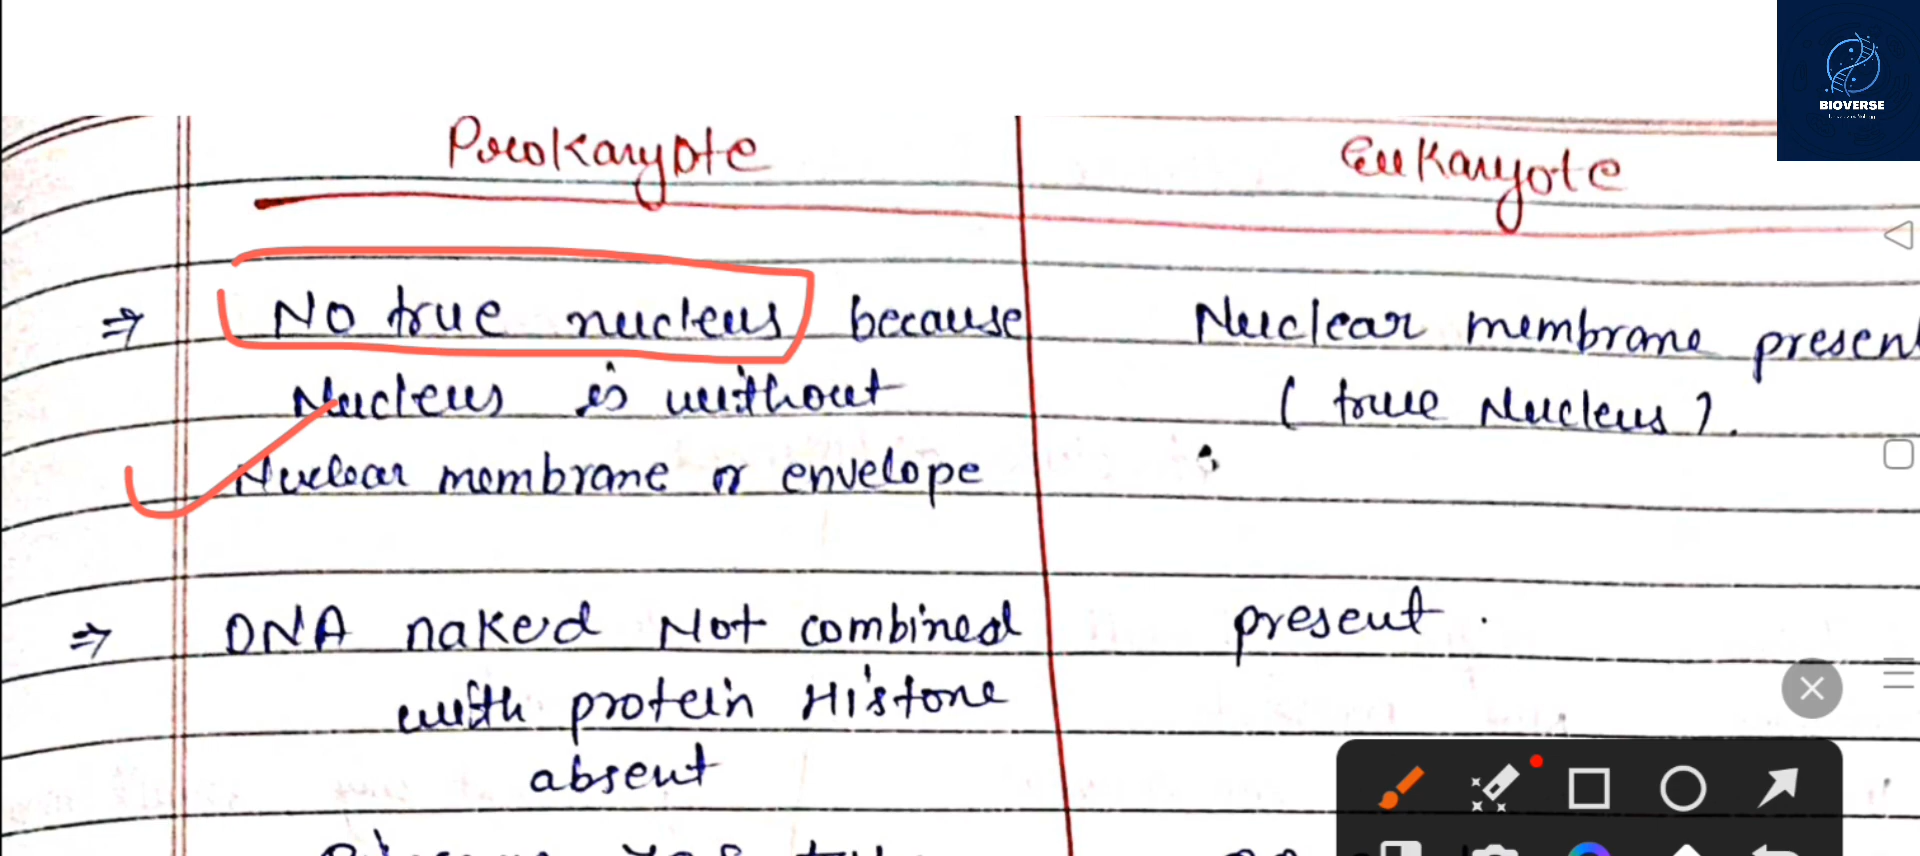 BIOVERSE
Prokaryote Eukaryote
⇒ No true nucleus because Nuclear membrane presen
Nucleus is without ( true Nucleus ).
Nuclear membrane or envelope
⇒ DNA naked Not combined present .
with protein Histone
absent